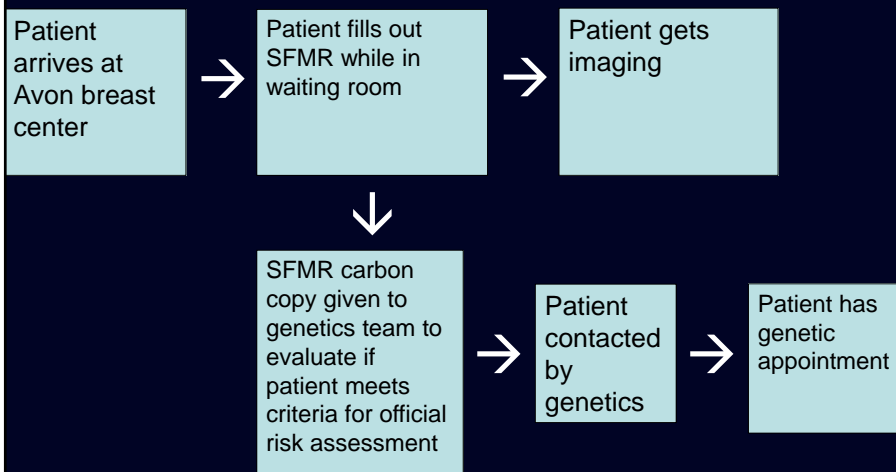 Patient
arrives at
Avon breast
center
Patient fills out
SFMR while in
waiting room
Patient gets
imaging
SFMR carbon
copy given to
genetics team to
evaluate if
patient meets
criteria for official
risk assessment
Patient
contacted
by
genetics
Patient has
genetic
appointment